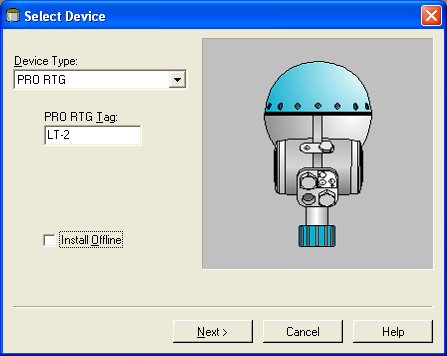 Select Device
Device Type:
PRO RTG
PRO RTG Tag:
LT-2
Install Offline
Next >
Cancel
Help